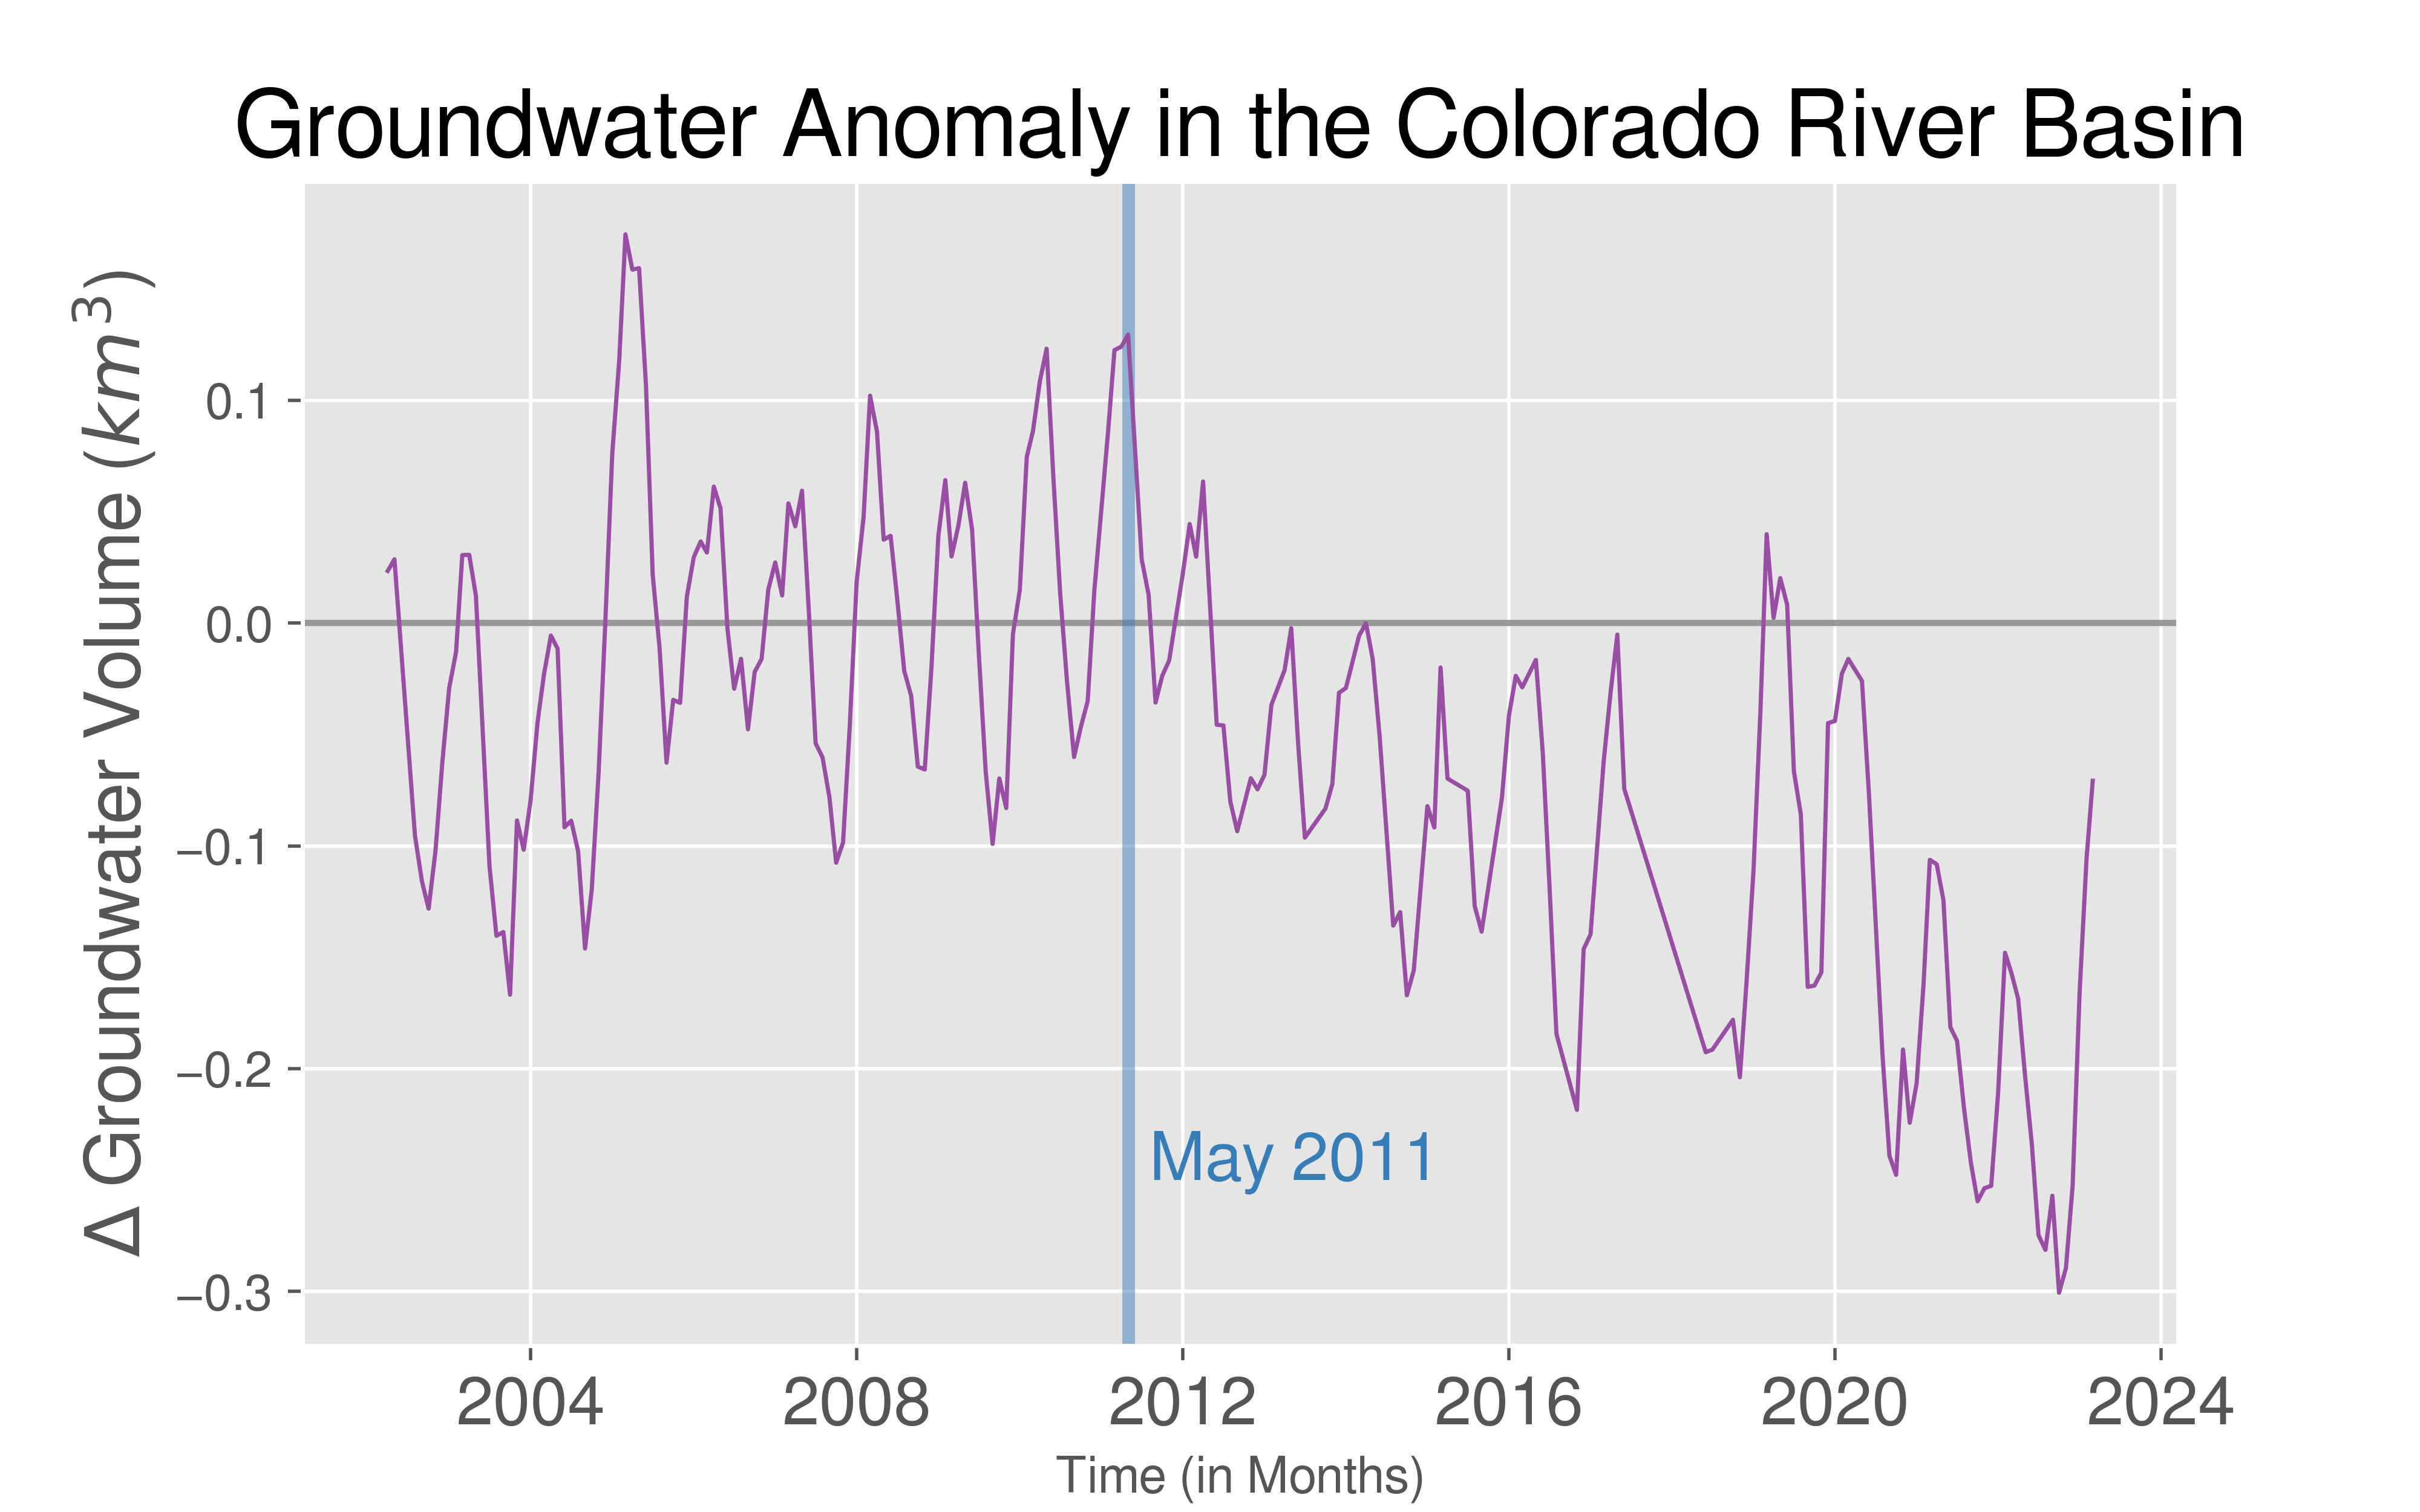 Groundwater Anomaly in the Colorado River Basin
Δ Groundwater Volume (km³)
0.1
0.0
−0.1
−0.2
−0.3
May 2011
2004 2008 2012 2016 2020 2024
Time (in Months)